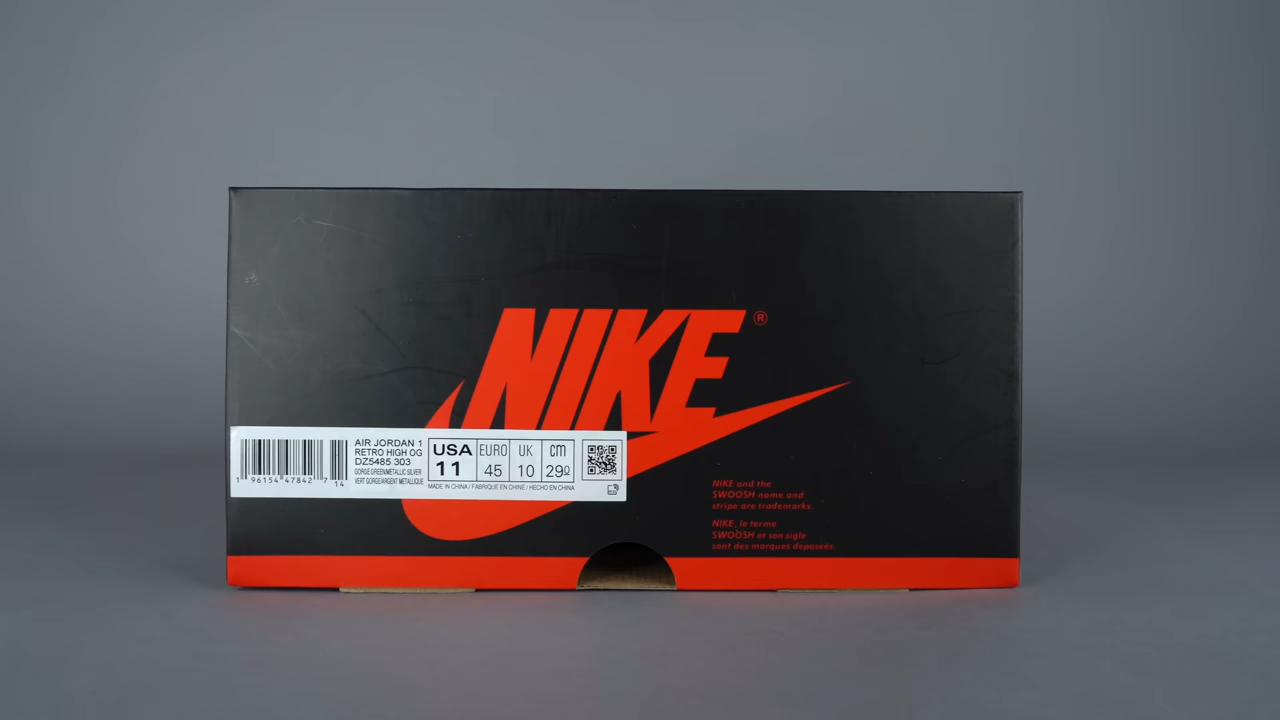 NIKE®
AIR JORDAN 1
RETRO HIGH OG
DZ5485 303
GORGE GREEN/METALLIC SILVER
VERT GORGE/ARGENT METALLIQUE
1 96154 47842 7 14
USA
11
EURO
45
UK
10
cm
29
MADE IN CHINA / FABRIQUE EN CHINE / HECHO EN CHINA
NIKE and the
SWOOSH name and
stripe are trademarks.
NIKE, le terme
SWOOSH et son sigle
sont des marques deposées.